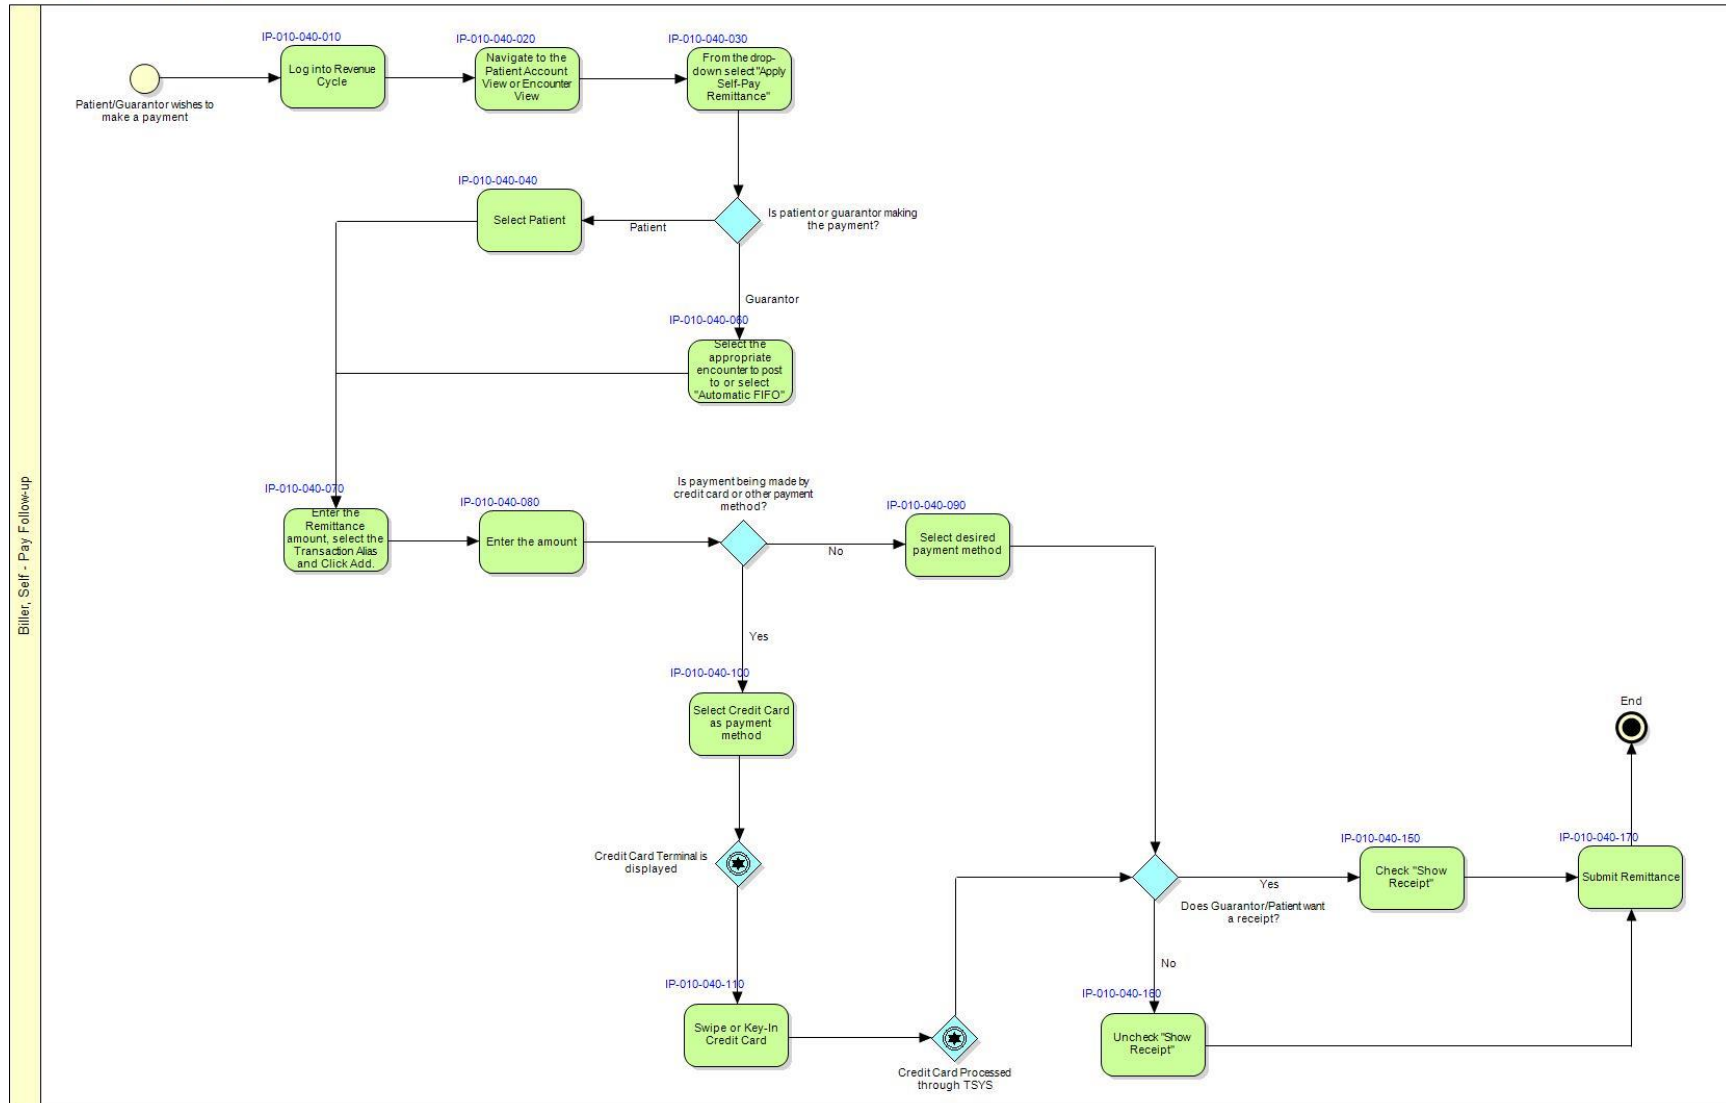 Biller, Self - Pay Follow-up
Patient/Guarantor wishes to
make a payment
IP-010-040-010
Log into Revenue
Cycle
IP-010-040-020
Navigate to the
Patient Account
View or Encounter
View
IP-010-040-030
From the drop-
down select "Apply
Self-Pay
Remittance"
IP-010-040-040
Select Patient
Patient
Is patient or guarantor making
the payment?
Guarantor
IP-010-040-060
Select the
appropriate
encounter to post
to or select
"Automatic FIFO"
IP-010-040-070
Enter the
Remittance
amount, select the
Transaction Alias
and Click Add.
IP-010-040-080
Enter the amount
Is payment being made by
credit card or other payment
method?
No
IP-010-040-090
Select desired
payment method
Yes
IP-010-040-100
Select Credit Card
as payment
method
Credit Card Terminal is
displayed
IP-010-040-110
Swipe or Key-In
Credit Card
Credit Card Processed
through TSYS
Yes
Does Guarantor/Patient want
a receipt?
No
IP-010-040-150
Check "Show
Receipt"
IP-010-040-160
Uncheck "Show
Receipt"
IP-010-040-170
Submit Remittance
End